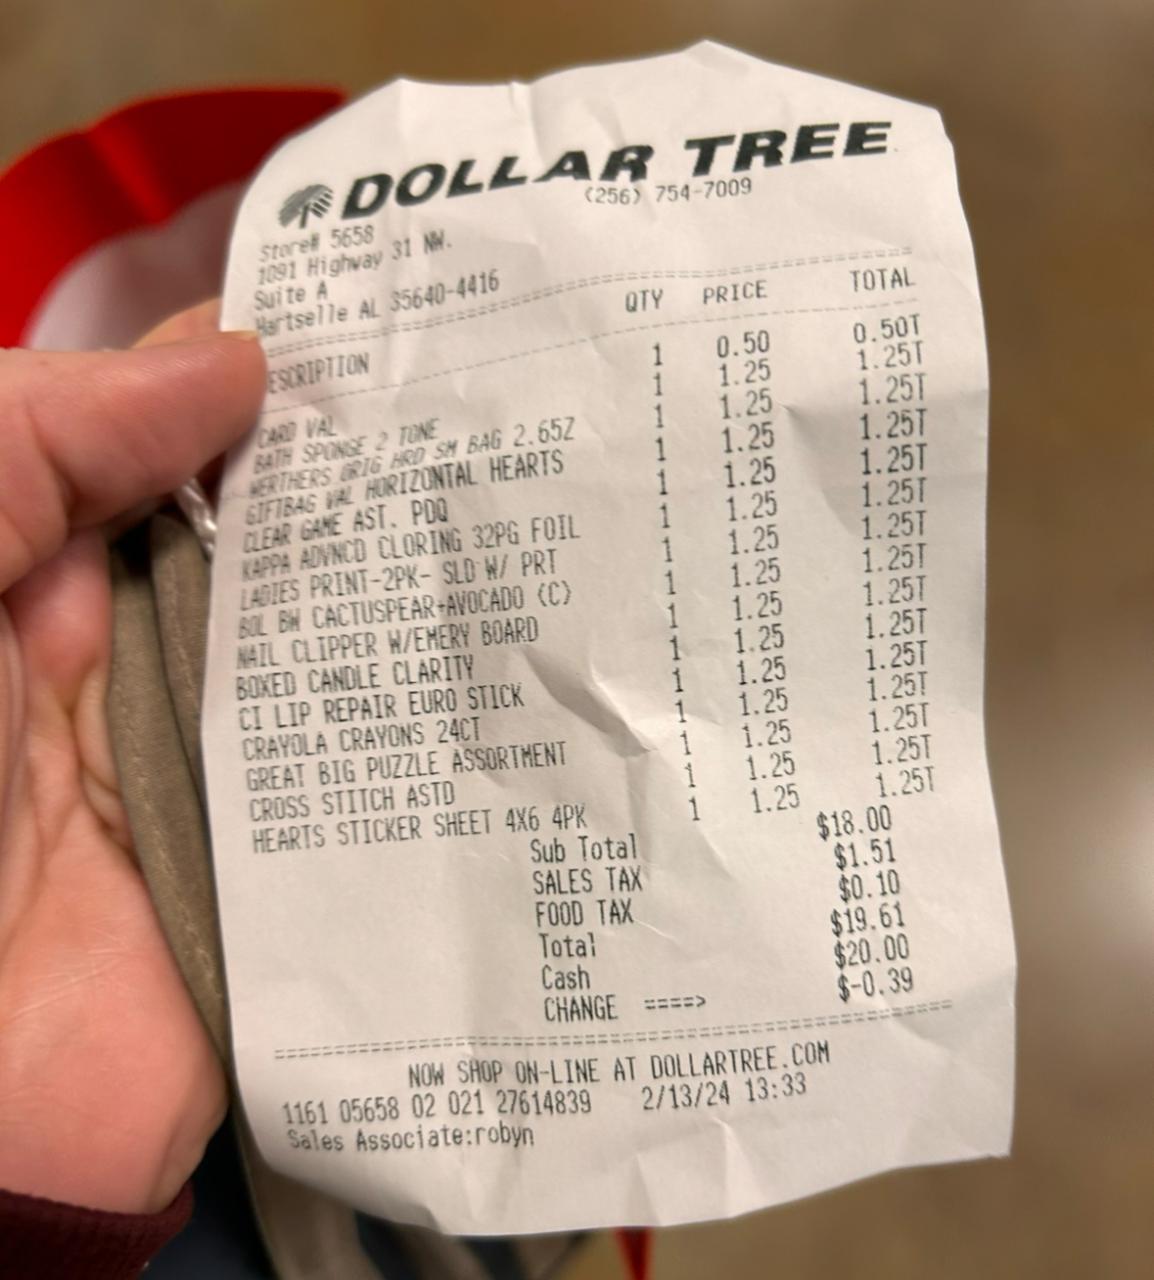 DOLLAR TREE
(256) 754-7009
Store# 5658
1091 Highway 31 NW.
Suite A
Hartselle AL 35640-4416
================================================
ESCRIPTION QTY PRICE TOTAL
------------------------------------------------
CARD VAL 1 0.50 0.50T
BATH SPONGE 2 TONE 1 1.25 1.25T
WERTHERS ORIG HRD SM BAG 2.65Z 1 1.25 1.25T
GIFTBAG VAL HORIZONTAL HEARTS 1 1.25 1.25T
CLEAR GAME AST. PDQ 1 1.25 1.25T
KAPPA ADVNCD CLORING 32PG FOIL 1 1.25 1.25T
LADIES PRINT-2PK- SLD W/ PRT 1 1.25 1.25T
BOL BW CACTUSPEAR+AVOCADO (C) 1 1.25 1.25T
NAIL CLIPPER W/EMERY BOARD 1 1.25 1.25T
BOXED CANDLE CLARITY 1 1.25 1.25T
CI LIP REPAIR EURO STICK 1 1.25 1.25T
CRAYOLA CRAYONS 24CT 1 1.25 1.25T
GREAT BIG PUZZLE ASSORTMENT 1 1.25 1.25T
CROSS STITCH ASTD 1 1.25 1.25T
HEARTS STICKER SHEET 4X6 4PK 1 1.25 1.25T
Sub Total $18.00
SALES TAX $1.51
FOOD TAX $0.10
Total $19.61
Cash $20.00
CHANGE ====> $-0.39
================================================
NOW SHOP ON-LINE AT DOLLARTREE.COM
1161 05658 02 021 27614839 2/13/24 13:33
Sales Associate:robyn